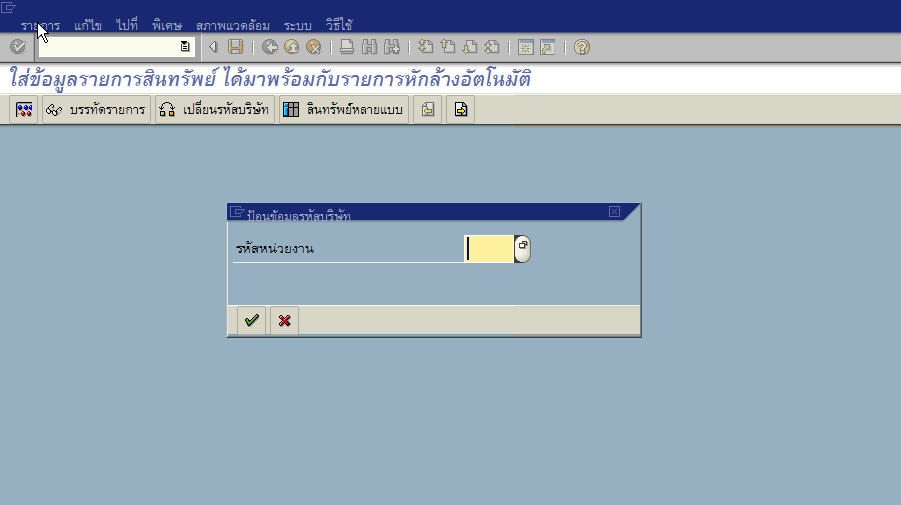 รายการ แก้ไข ไปที่ พิเศษ สภาพแวดล้อม ระบบ วิธีใช้
ใส่ข้อมูลรายการสินทรัพย์ ได้มาพร้อมกับรายการหักล้างอัตโนมัติ
บรรทัดรายการ เปลี่ยนรหัสบริษัท สินทรัพย์หลายแบบ
ป้อนข้อมูลรหัสบริษัท
รหัสหน่วยงาน